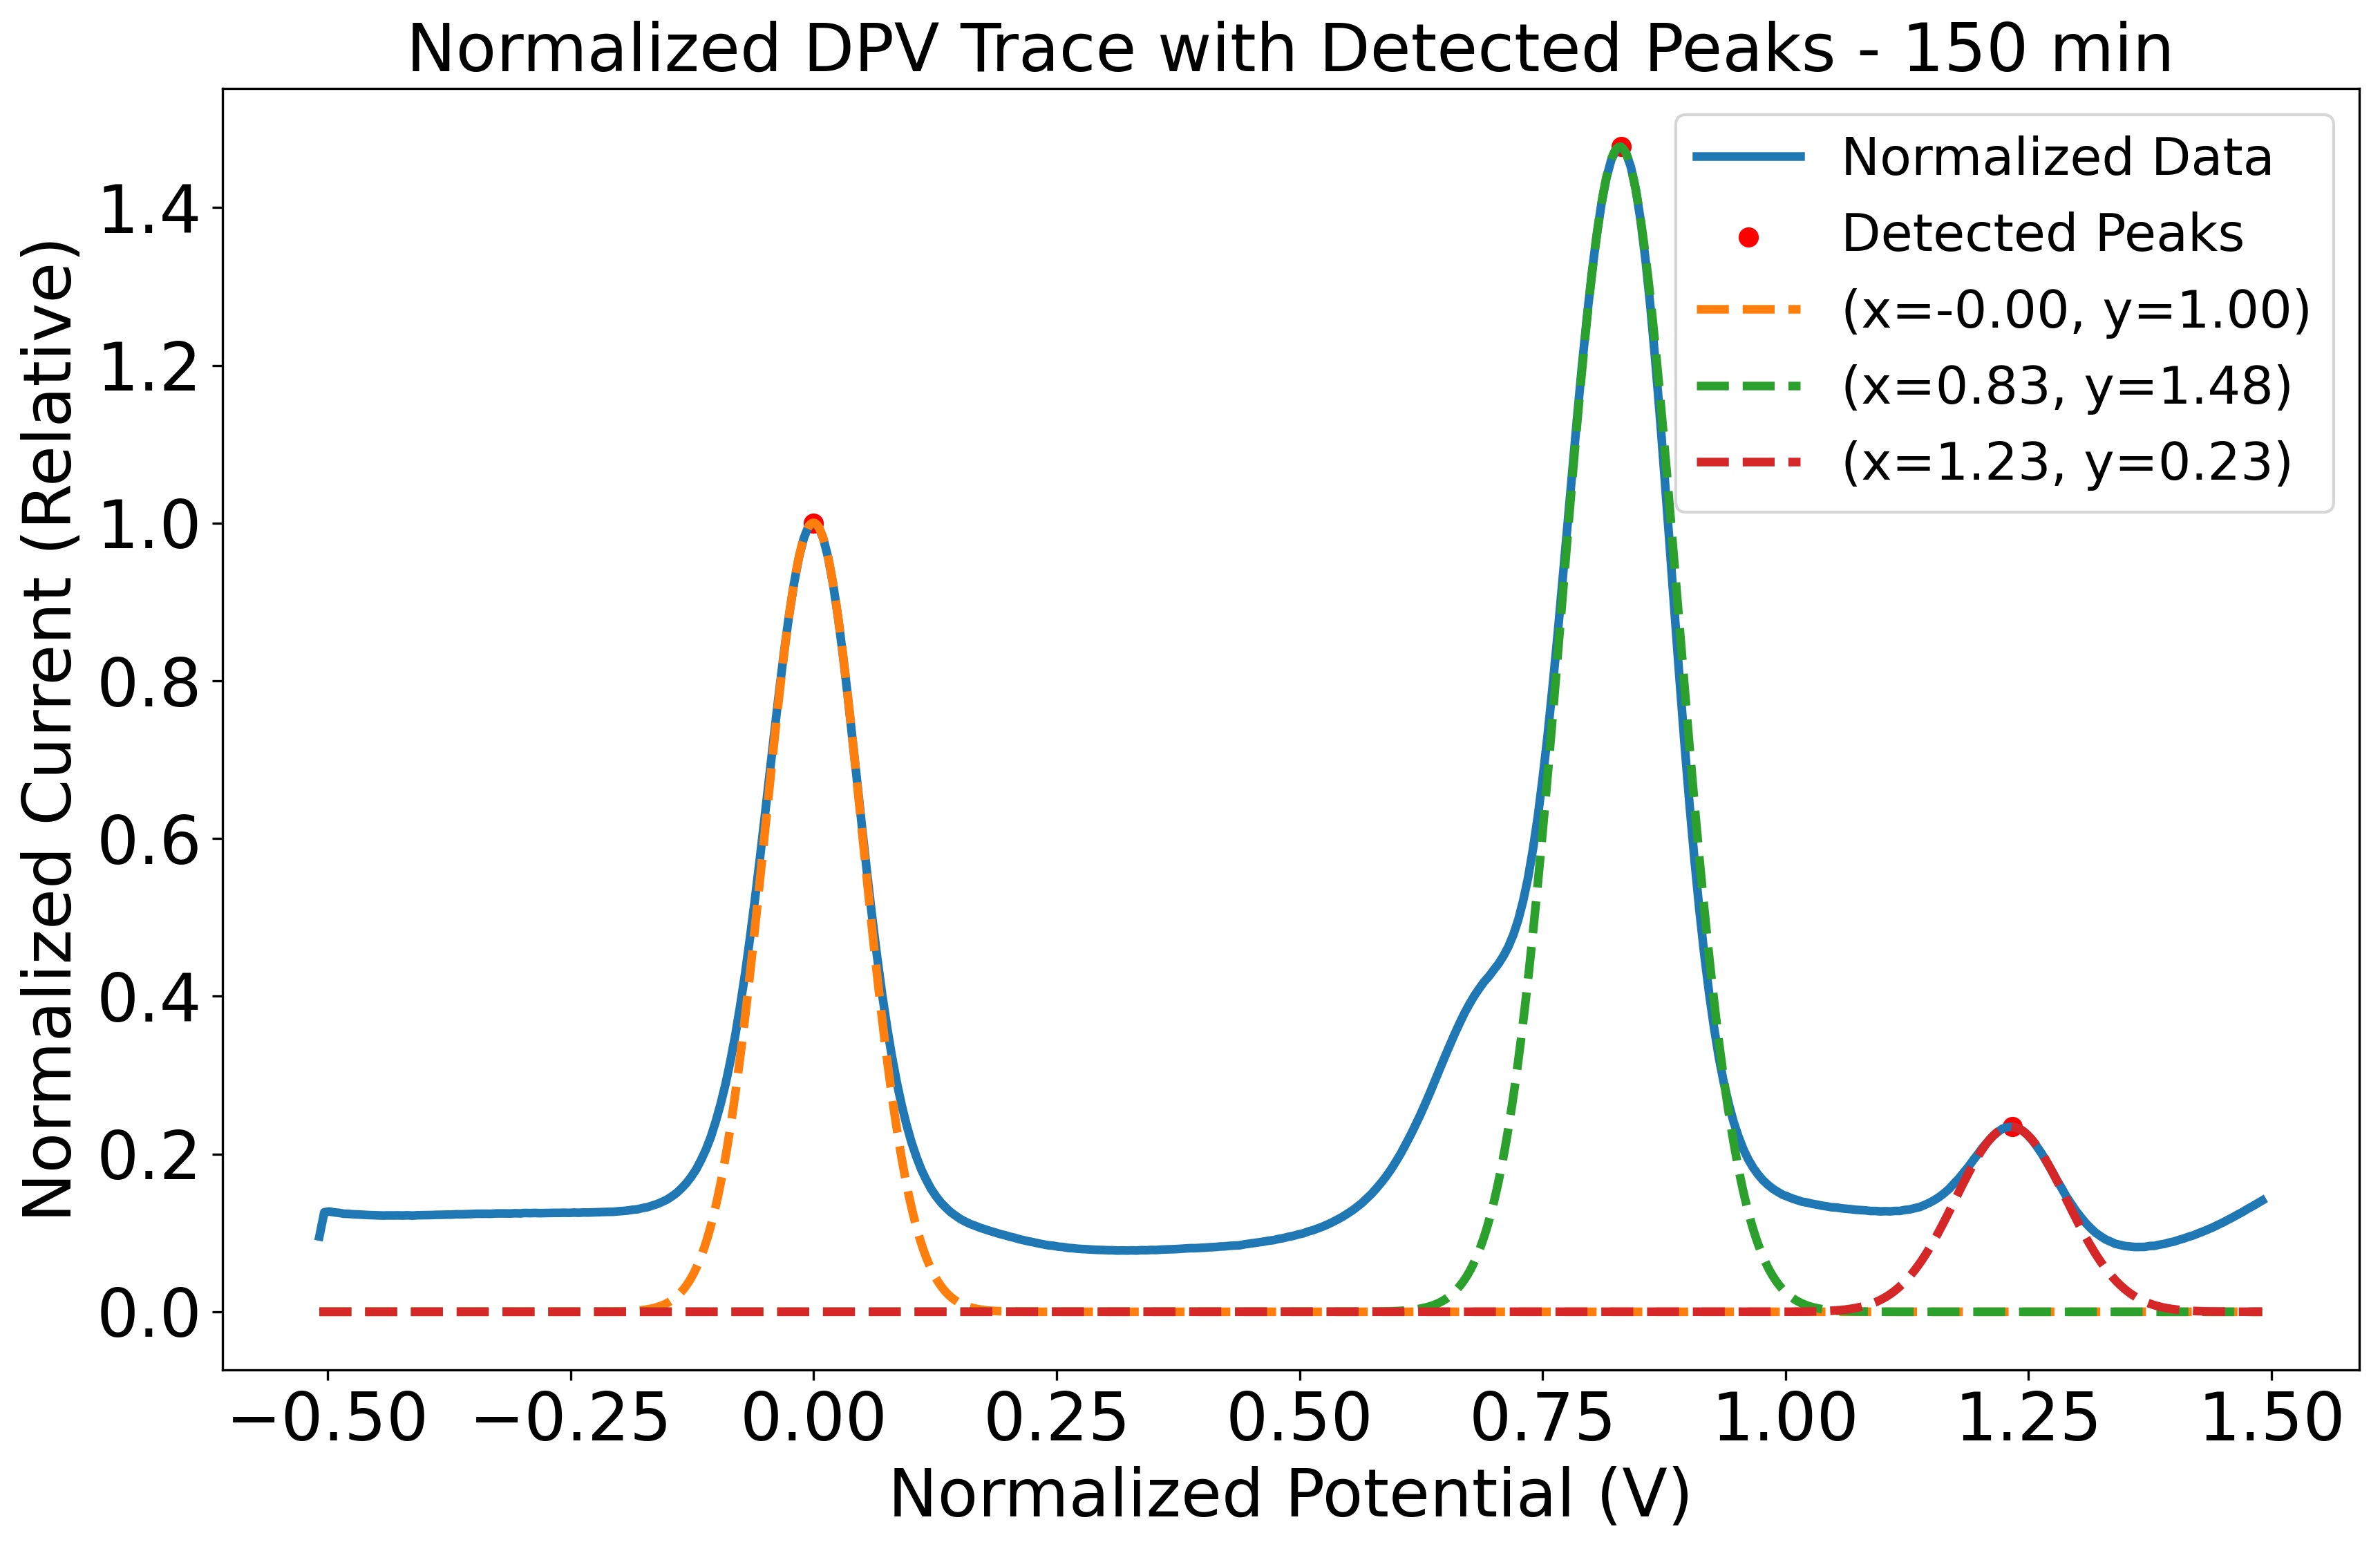 Normalized DPV Trace with Detected Peaks - 150 min
Normalized Current (Relative)
1.4
1.2
1.0
0.8
0.6
0.4
0.2
0.0
Normalized Data
Detected Peaks
(x=-0.00, y=1.00)
(x=0.83, y=1.48)
(x=1.23, y=0.23)
−0.50 −0.25 0.00 0.25 0.50 0.75 1.00 1.25 1.50
Normalized Potential (V)